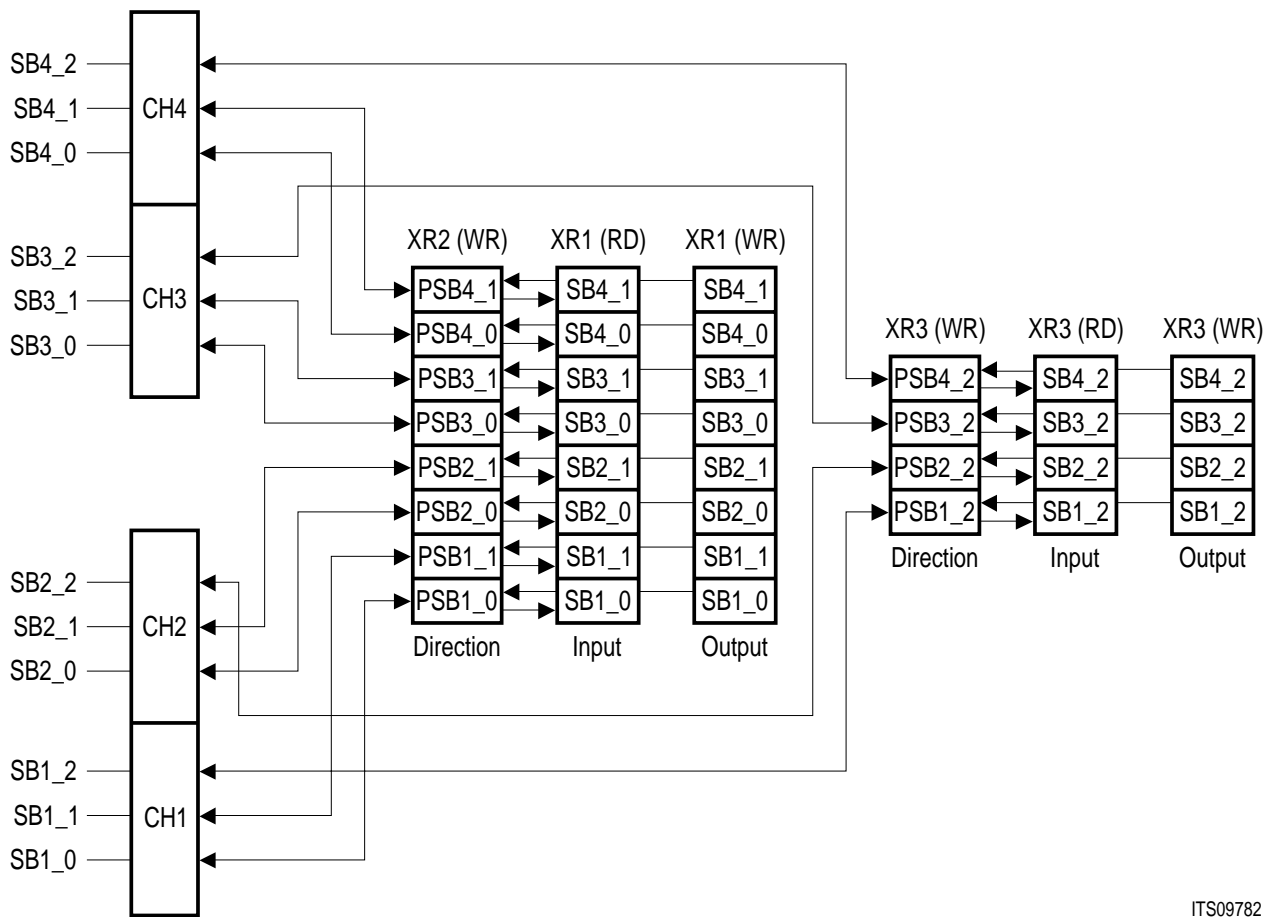 SB4_2
SB4_1
SB4_0
CH4
SB3_2
SB3_1
SB3_0
CH3
SB2_2
SB2_1
SB2_0
CH2
SB1_2
SB1_1
SB1_0
CH1
XR2 (WR) XR1 (RD) XR1 (WR)
PSB4_1 SB4_1 SB4_1
PSB4_0 SB4_0 SB4_0
PSB3_1 SB3_1 SB3_1
PSB3_0 SB3_0 SB3_0
PSB2_1 SB2_1 SB2_1
PSB2_0 SB2_0 SB2_0
PSB1_1 SB1_1 SB1_1
PSB1_0 SB1_0 SB1_0
Direction Input Output
XR3 (WR) XR3 (RD) XR3 (WR)
PSB4_2 SB4_2 SB4_2
PSB3_2 SB3_2 SB3_2
PSB2_2 SB2_2 SB2_2
PSB1_2 SB1_2 SB1_2
Direction Input Output
ITS09782